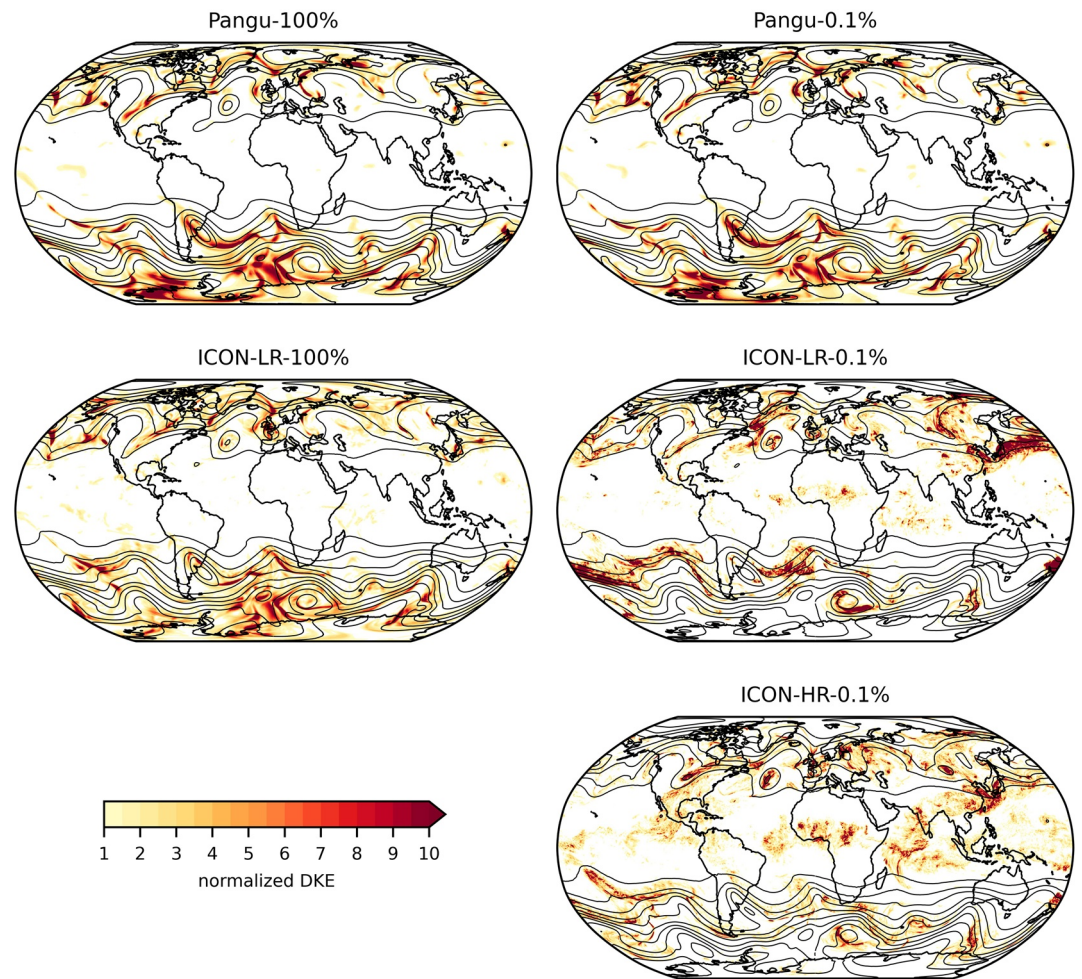 Pangu-100%
Pangu-0.1%
ICON-LR-100%
ICON-LR-0.1%
ICON-HR-0.1%
1 2 3 4 5 6 7 8 9 10
normalized DKE